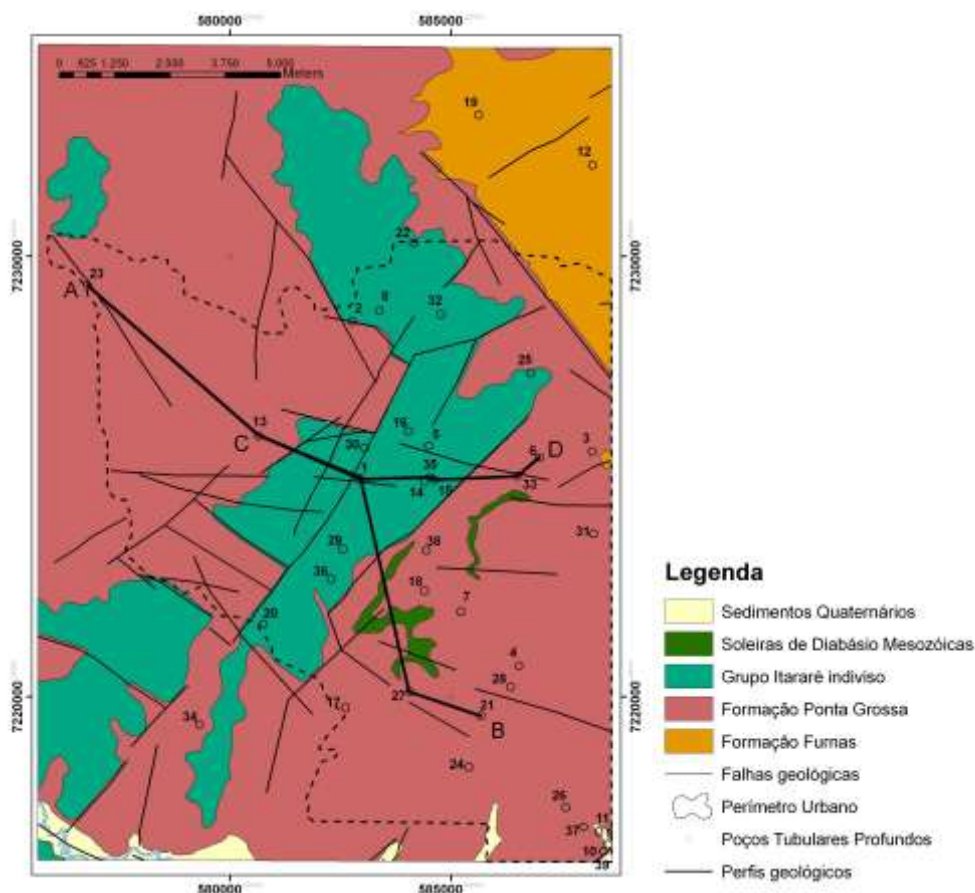 580000 585000
0 625 1.250 2.500 3.750 5.000
Meters
19
12
7230000 7230000
22
23
A
2 8 32
25
13
C
16 5
30
3
6 D
1
35
14 15 33
31
29 38
36
18 7
20
4
28
7220000 7220000
27 21
17
34
B
24
26
37 11
10
39
580000 585000
Legenda
Sedimentos Quaternários
Soleiras de Diabásio Mesozóicas
Grupo Itararé indiviso
Formação Ponta Grossa
Formação Furnas
Falhas geológicas
Perímetro Urbano
Poços Tubulares Profundos
Perfis geológicos